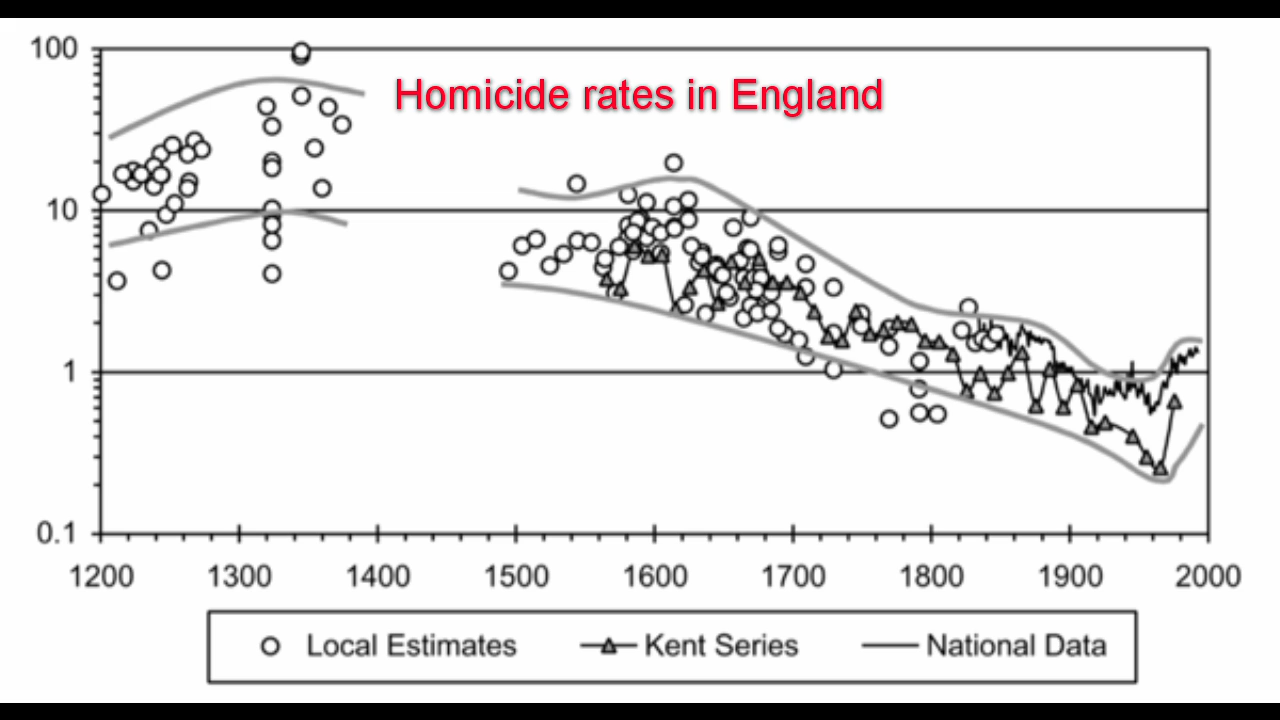 Homicide rates in England
100
10
1
0.1
1200 1300 1400 1500 1600 1700 1800 1900 2000
Local Estimates Kent Series National Data